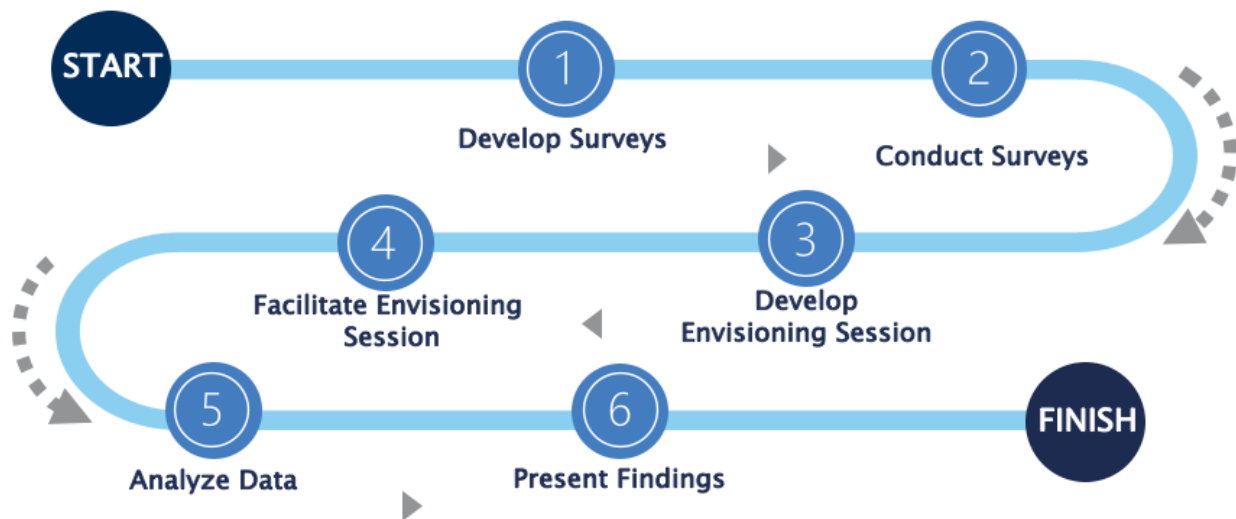 START
1
Develop Surveys
2
Conduct Surveys
3
Develop
Envisioning Session
4
Facilitate Envisioning
Session
5
Analyze Data
6
Present Findings
FINISH